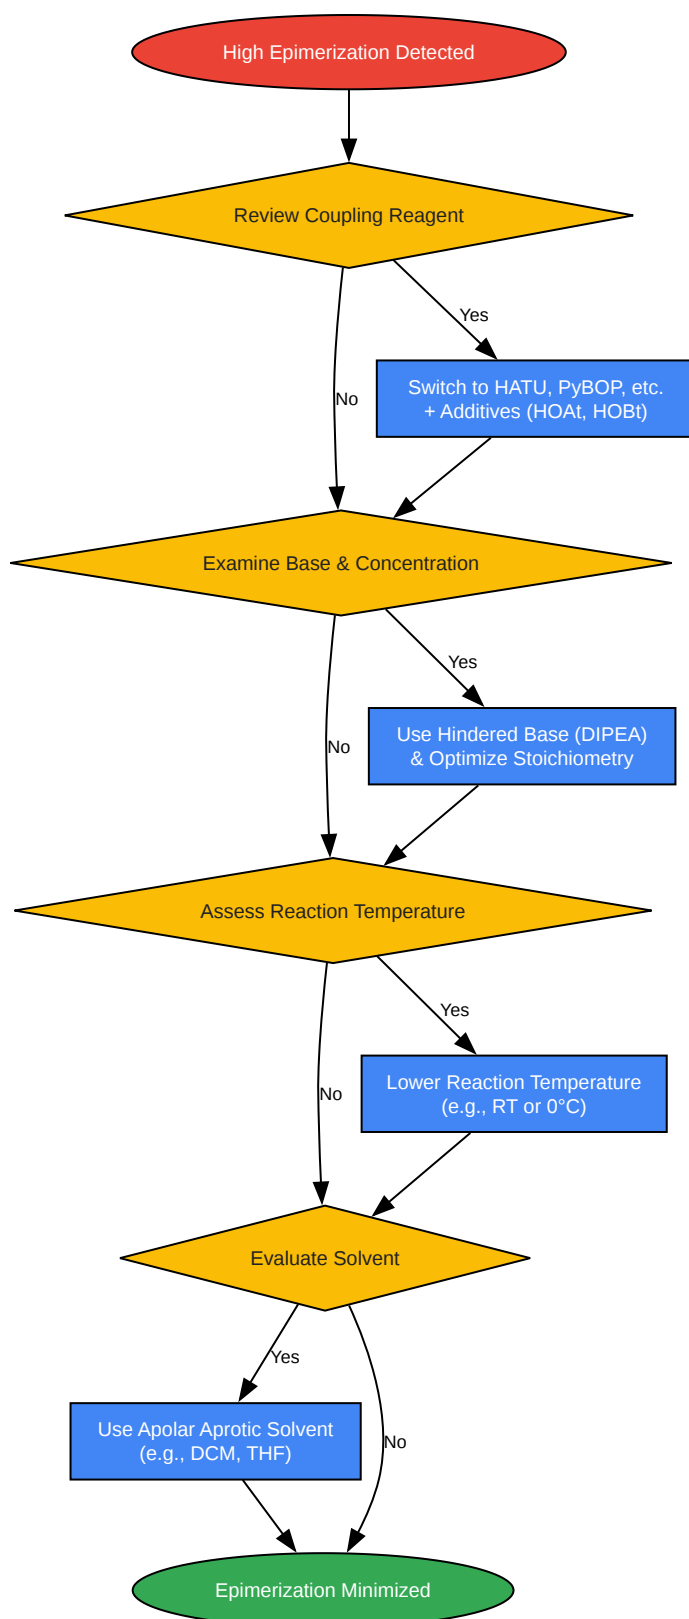 High Epimerization Detected
Review Coupling Reagent
Yes
Switch to HATU, PyBOP, etc.
+ Additives (HOAt, HOBt)
No
Examine Base & Concentration
Yes
Use Hindered Base (DIPEA)
& Optimize Stoichiometry
No
Assess Reaction Temperature
Yes
Lower Reaction Temperature
(e.g., RT or 0°C)
No
Evaluate Solvent
Yes
Use Apolar Aprotic Solvent
(e.g., DCM, THF)
No
Epimerization Minimized